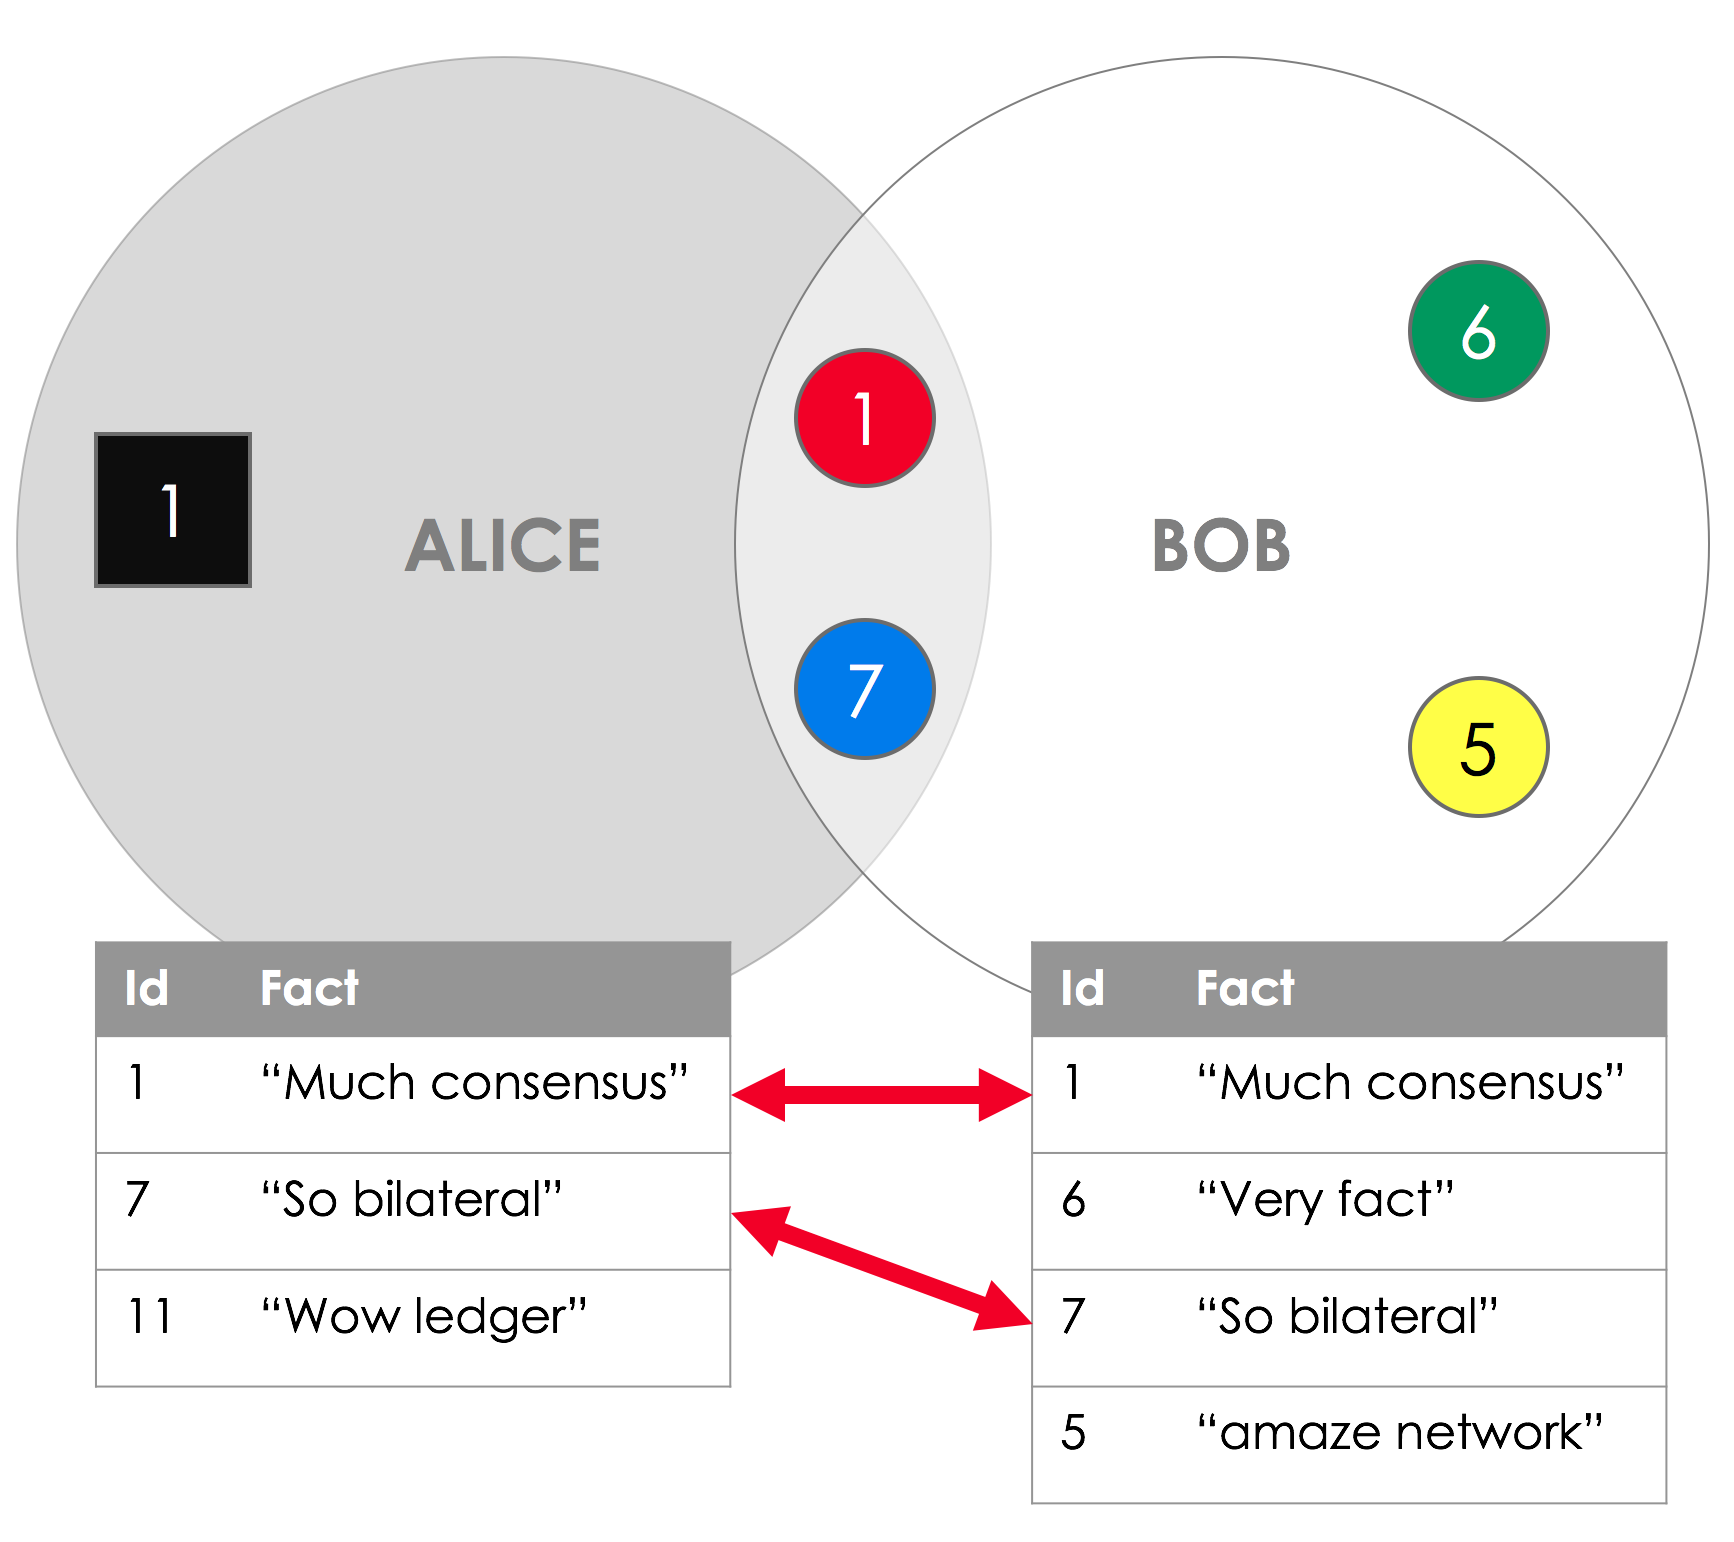 6
1
1
ALICE
BOB
7
5
Id Fact
1 “Much consensus”
7 “So bilateral”
11 “Wow ledger”
Id Fact
1 “Much consensus”
6 “Very fact”
7 “So bilateral”
5 “amaze network”